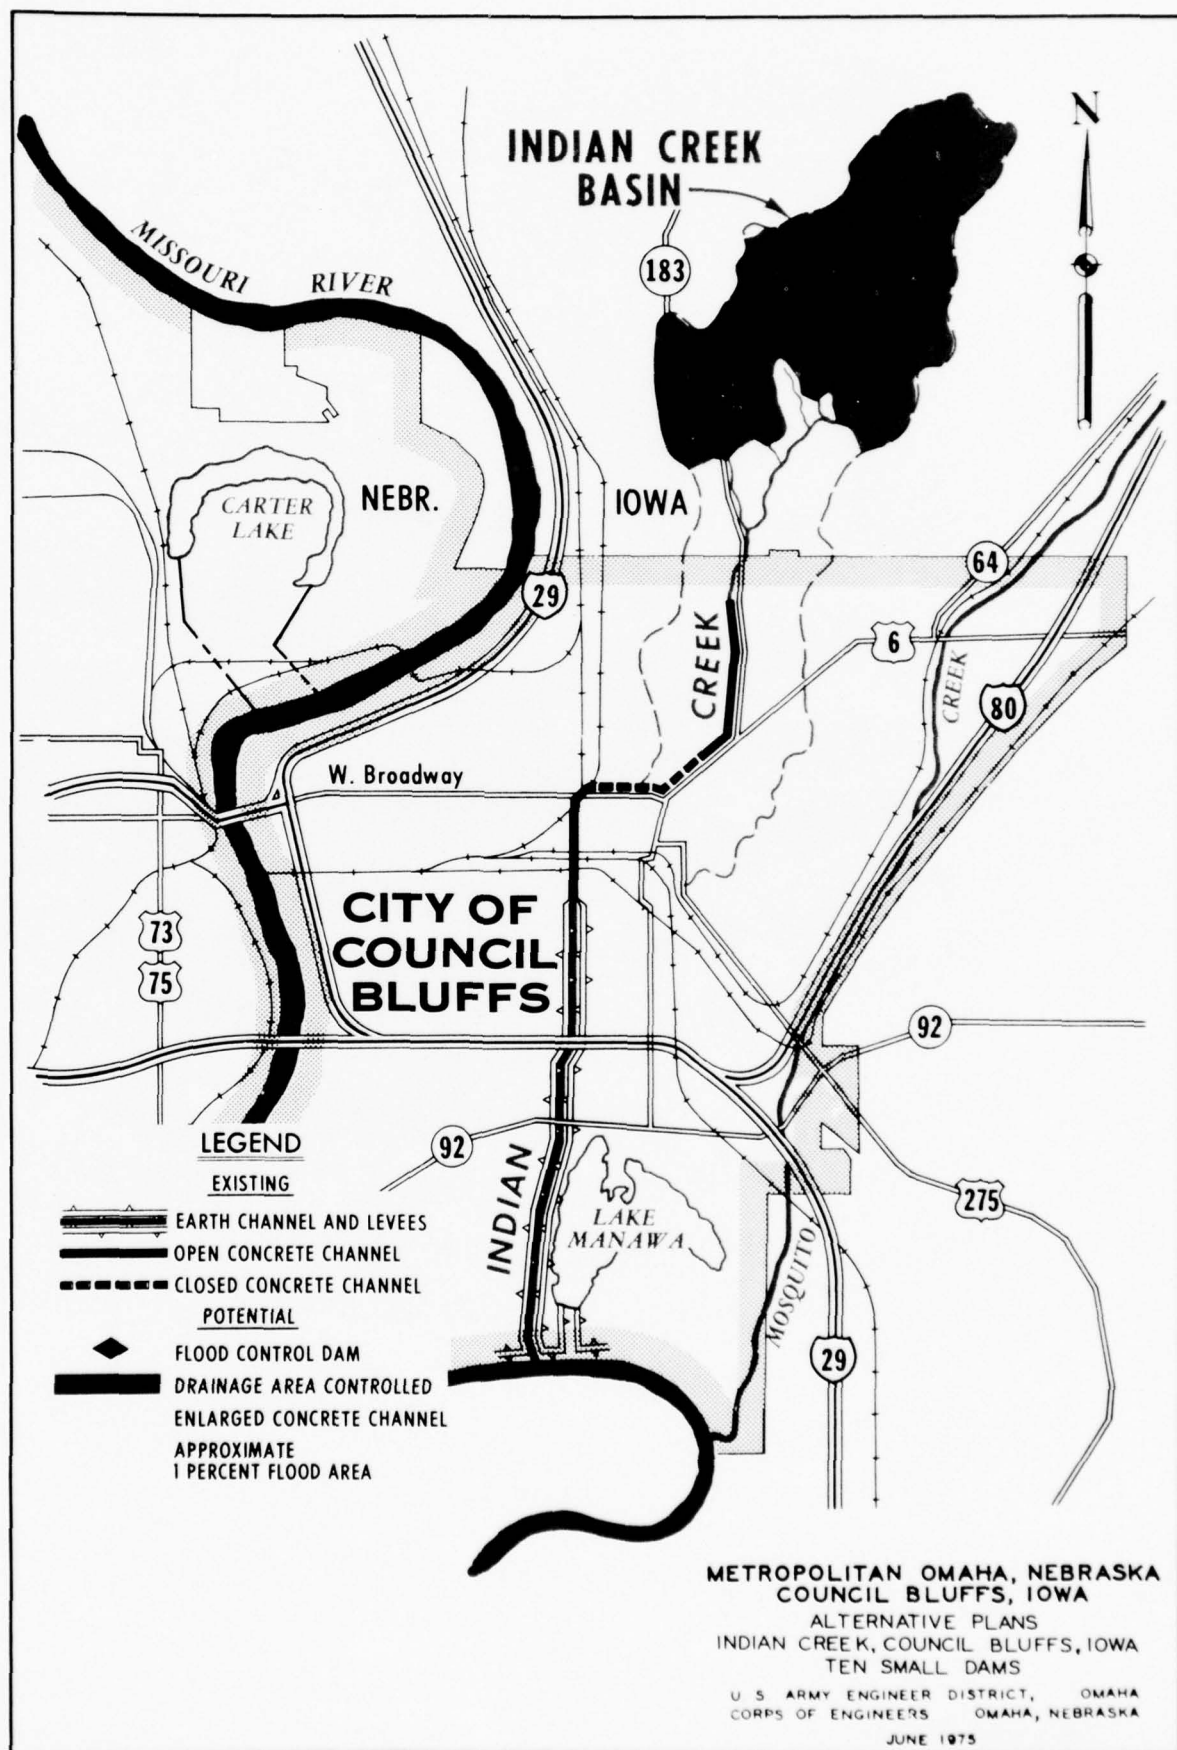 INDIAN CREEK
BASIN
N
183
MISSOURI RIVER
CARTER
LAKE
NEBR.
IOWA
64
29
6
CREEK
CREEK
80
W. Broadway
CITY OF
COUNCIL
BLUFFS
73
75
92
92
INDIAN
LAKE
MANAWA
275
MOSQUITO
29
LEGEND
EXISTING
EARTH CHANNEL AND LEVEES
OPEN CONCRETE CHANNEL
CLOSED CONCRETE CHANNEL
POTENTIAL
FLOOD CONTROL DAM
DRAINAGE AREA CONTROLLED
ENLARGED CONCRETE CHANNEL
APPROXIMATE
1 PERCENT FLOOD AREA
METROPOLITAN OMAHA, NEBRASKA
COUNCIL BLUFFS, IOWA
ALTERNATIVE PLANS
INDIAN CREEK, COUNCIL BLUFFS, IOWA
TEN SMALL DAMS
U S ARMY ENGINEER DISTRICT, OMAHA
CORPS OF ENGINEERS OMAHA, NEBRASKA
JUNE 1975